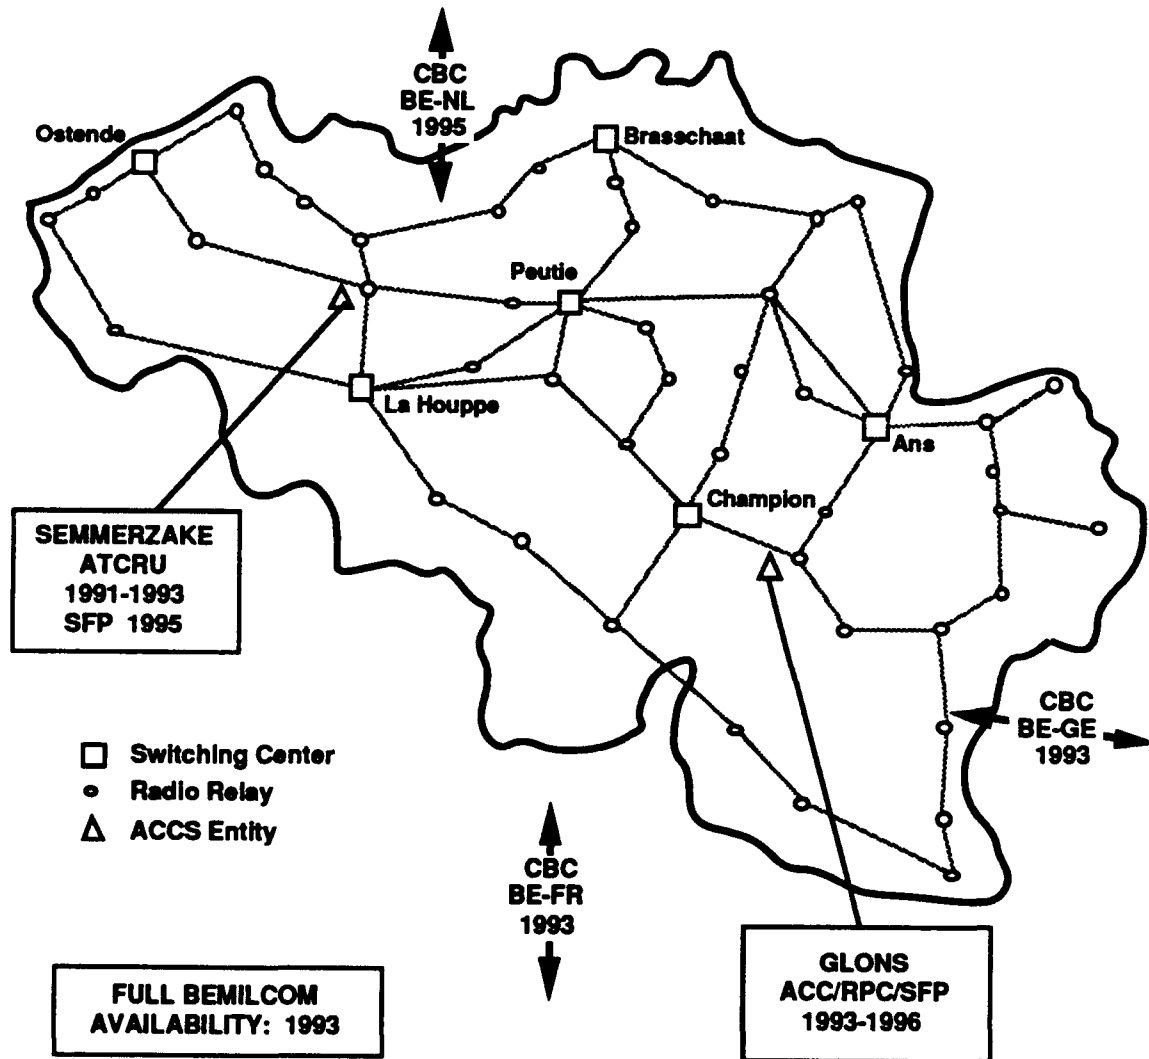 CBC
BE-NL
1995
Ostende
Brasschaat
Peutie
La Houppe
Ans
Champion
SEMMERZAKE
ATCRU
1991-1993
SFP 1995
CBC
BE-GE
1993
Switching Center
Radio Relay
ACCS Entity
CBC
BE-FR
1993
GLONS
ACC/RPC/SFP
1993-1996
FULL BEMILCOM
AVAILABILITY: 1993